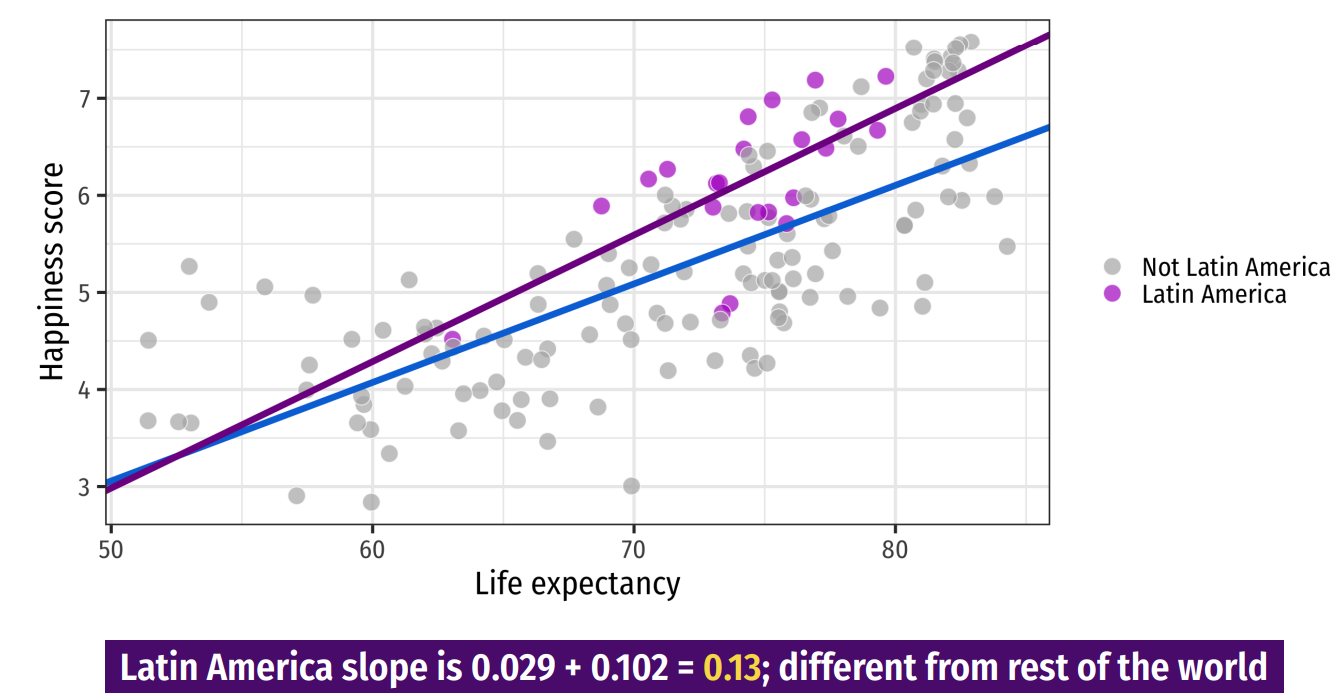 Happiness score
7
6
5
4
3
50 60 70 80
Life expectancy
Not Latin America
Latin America
Latin America slope is 0.029 + 0.102 = 0.13; different from rest of the world